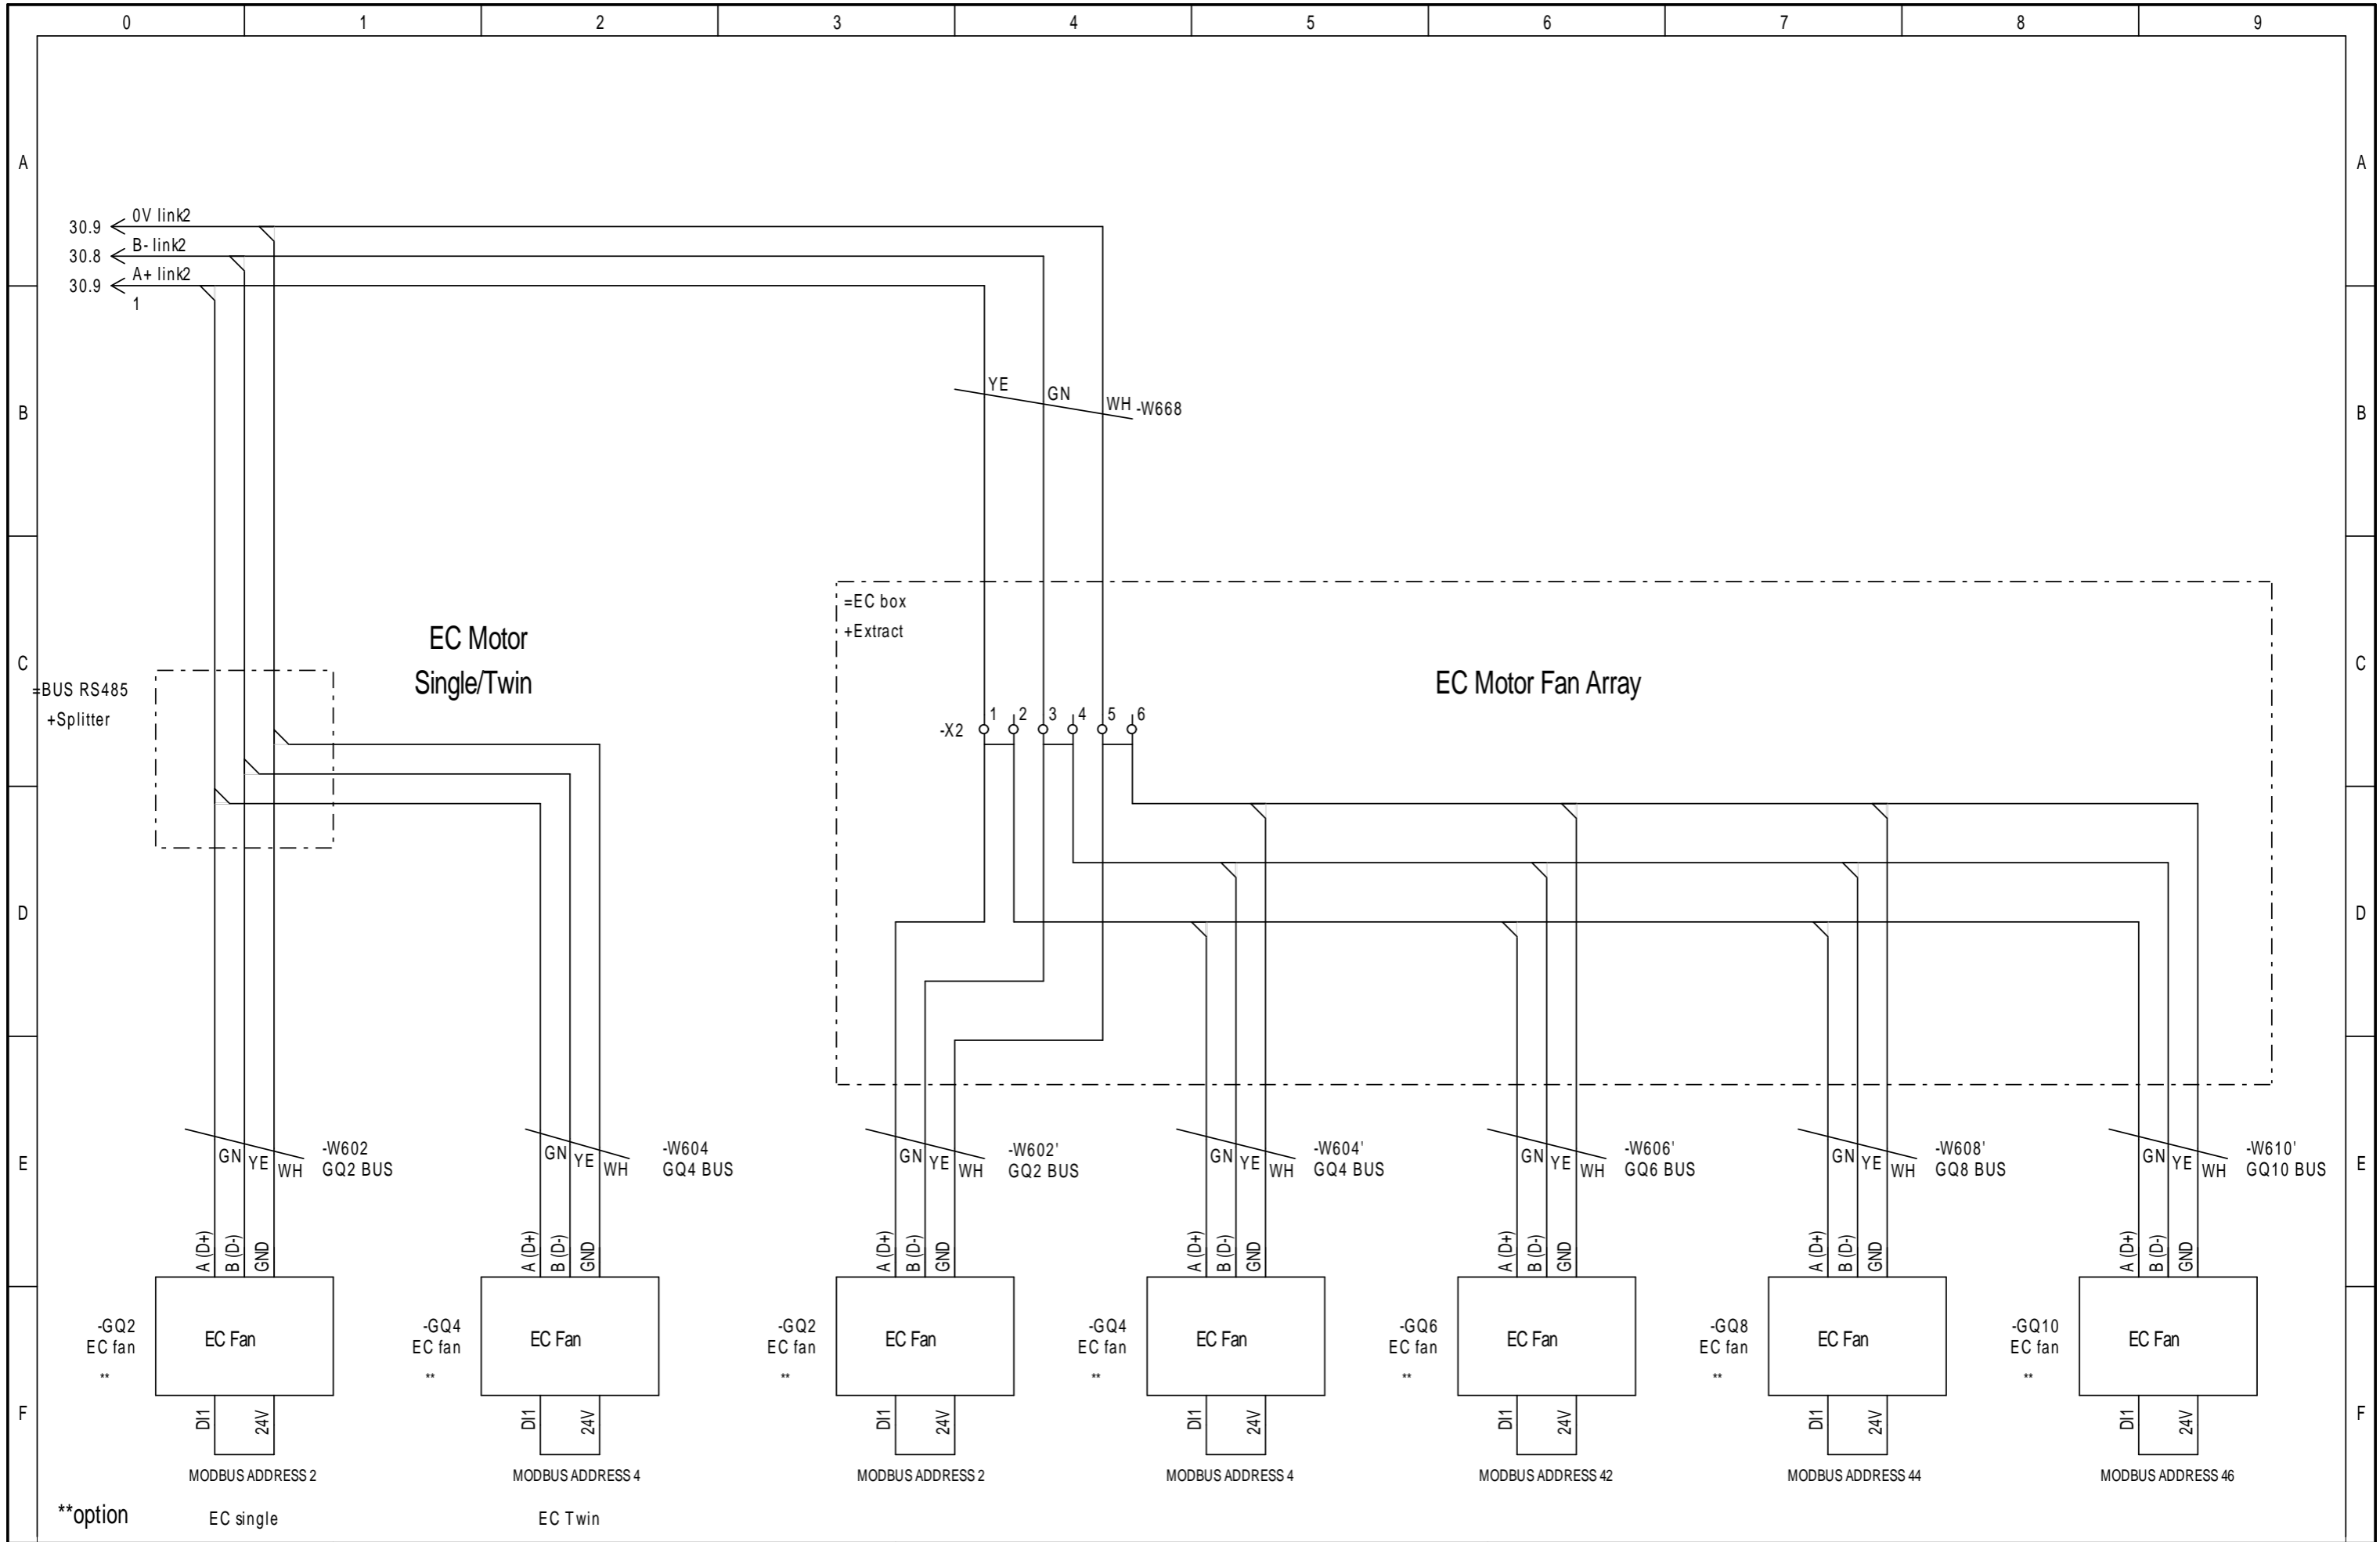 0 1 2 3 4 5 6 7 8 9
A A
30.9 0V link2
30.8 B- link2
30.9 A+ link2
1
B YE GN WH -W668 B
=EC box
+Extract
EC Motor
Single/Twin
C EC Motor Fan Array C
=BUS RS485
+Splitter
-X2 1 2 3 4 5 6
D D
E E
GN YE WH -W602
GQ2 BUS
GN YE WH -W604
GQ4 BUS
GN YE WH -W602'
GQ2 BUS
GN YE WH -W604'
GQ4 BUS
GN YE WH -W606'
GQ6 BUS
GN YE WH -W608'
GQ8 BUS
GN YE WH -W610'
GQ10 BUS
A (D+) B (D-) GND
A (D+) B (D-) GND
A (D+) B (D-) GND
A (D+) B (D-) GND
A (D+) B (D-) GND
A (D+) B (D-) GND
A (D+) B (D-) GND
-GQ2
EC fan
**
EC Fan
-GQ4
EC fan
**
EC Fan
-GQ2
EC fan
**
EC Fan
-GQ4
EC fan
**
EC Fan
-GQ6
EC fan
**
EC Fan
-GQ8
EC fan
**
EC Fan
-GQ10
EC fan
**
EC Fan
F F
DI1 24V
DI1 24V
DI1 24V
DI1 24V
DI1 24V
DI1 24V
DI1 24V
MODBUS ADDRESS 2
MODBUS ADDRESS 4
MODBUS ADDRESS 2
MODBUS ADDRESS 4
MODBUS ADDRESS 42
MODBUS ADDRESS 44
MODBUS ADDRESS 46
**option
EC single
EC Twin